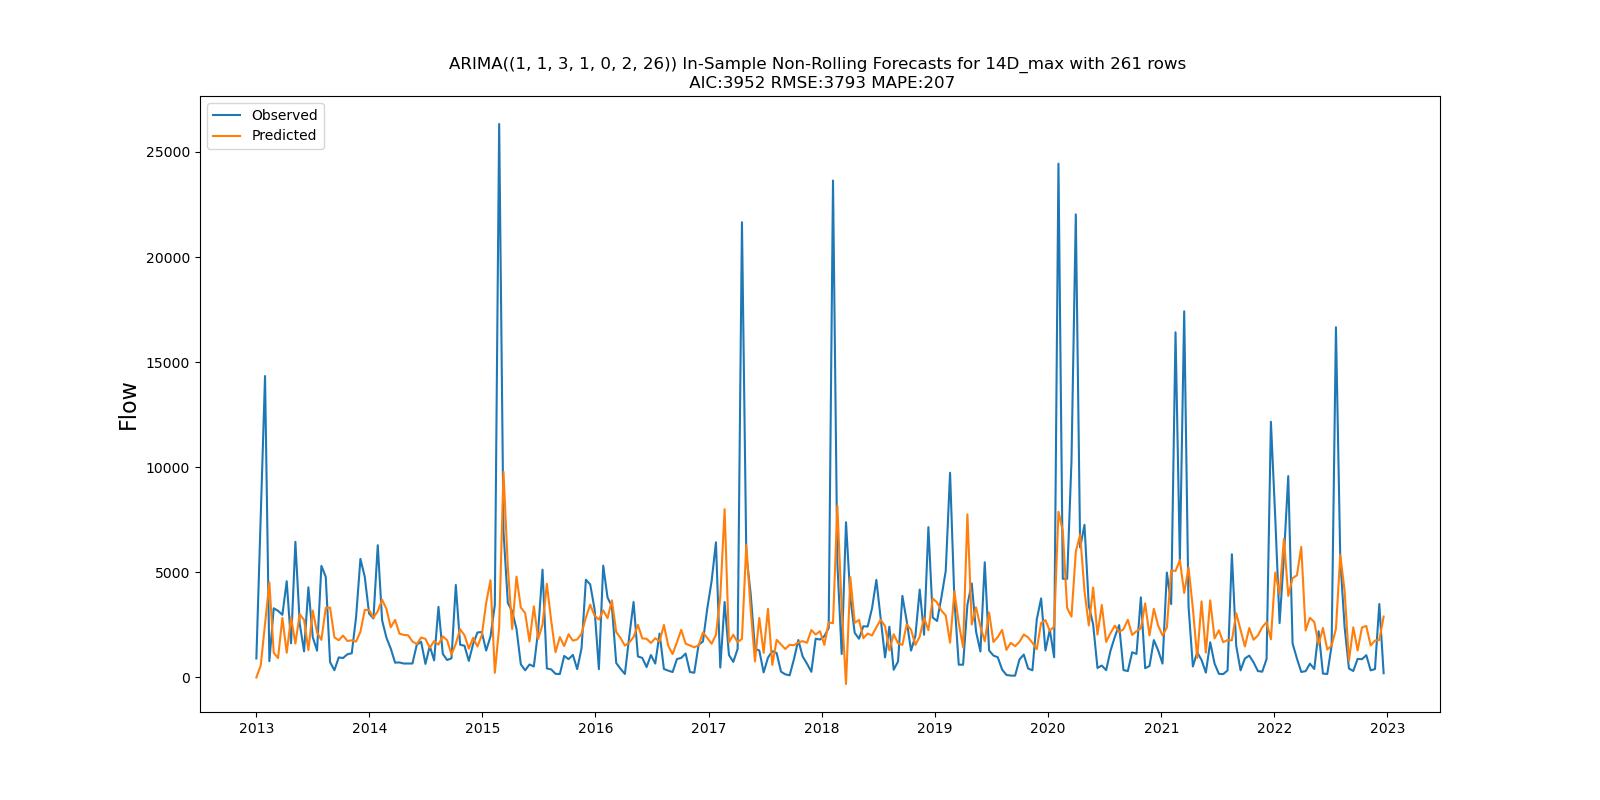 ARIMA((1, 1, 3, 1, 0, 2, 26)) In-Sample Non-Rolling Forecasts for 14D_max with 261 rows
AIC:3952 RMSE:3793 MAPE:207
Observed
Predicted
25000
20000
15000
10000
5000
0
Flow
2013 2014 2015 2016 2017 2018 2019 2020 2021 2022 2023